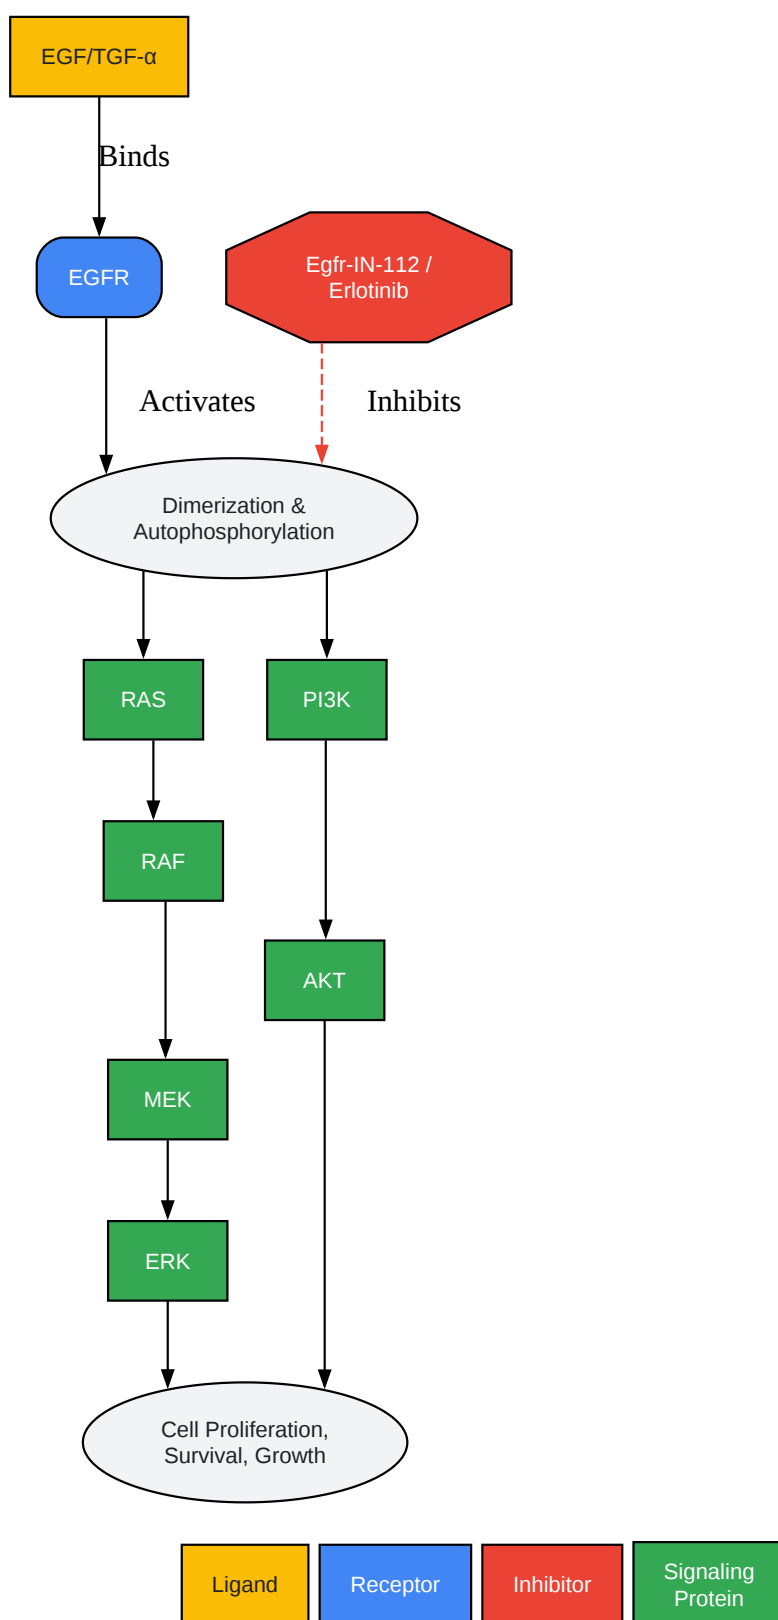 EGF/TGF-α
Binds
EGFR
Egfr-IN-112 /
Erlotinib
Activates
Inhibits
Dimerization &
Autophosphorylation
RAS
PI3K
RAF
AKT
MEK
ERK
Cell Proliferation,
Survival, Growth
Ligand
Receptor
Inhibitor
Signaling
Protein